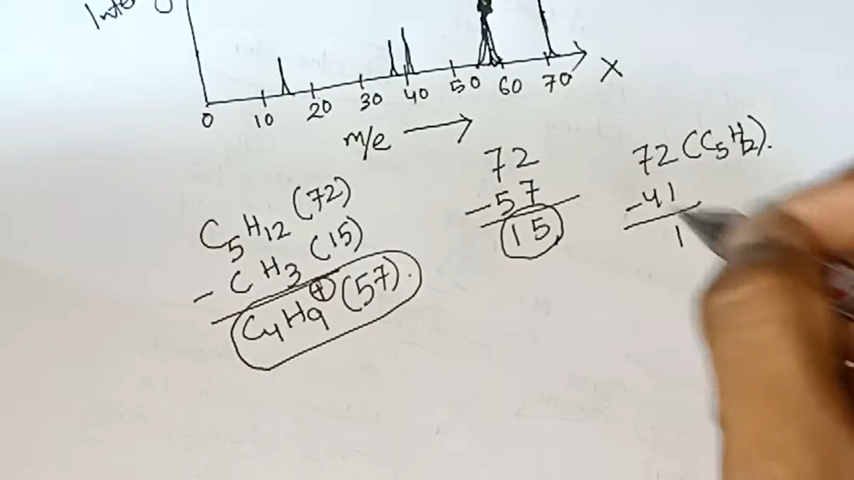 Inte
0
0 10 20 30 40 50 60 70 X
m/e →
C5H12 (72)
- CH3 (15)
C4H9⊕ (57).
72
-57
15
72 (C5H12).
-41
1